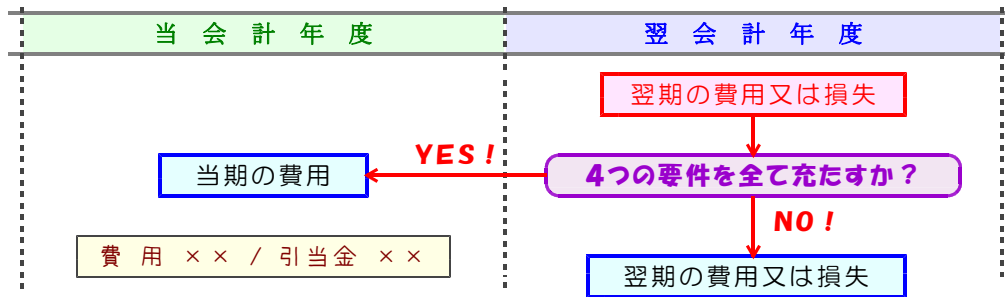 当会計年度
翌会計年度
翌期の費用又は損失
YES!
当期の費用
4つの要件を全て充たすか?
NO!
費用 ×× / 引当金 ××
翌期の費用又は損失